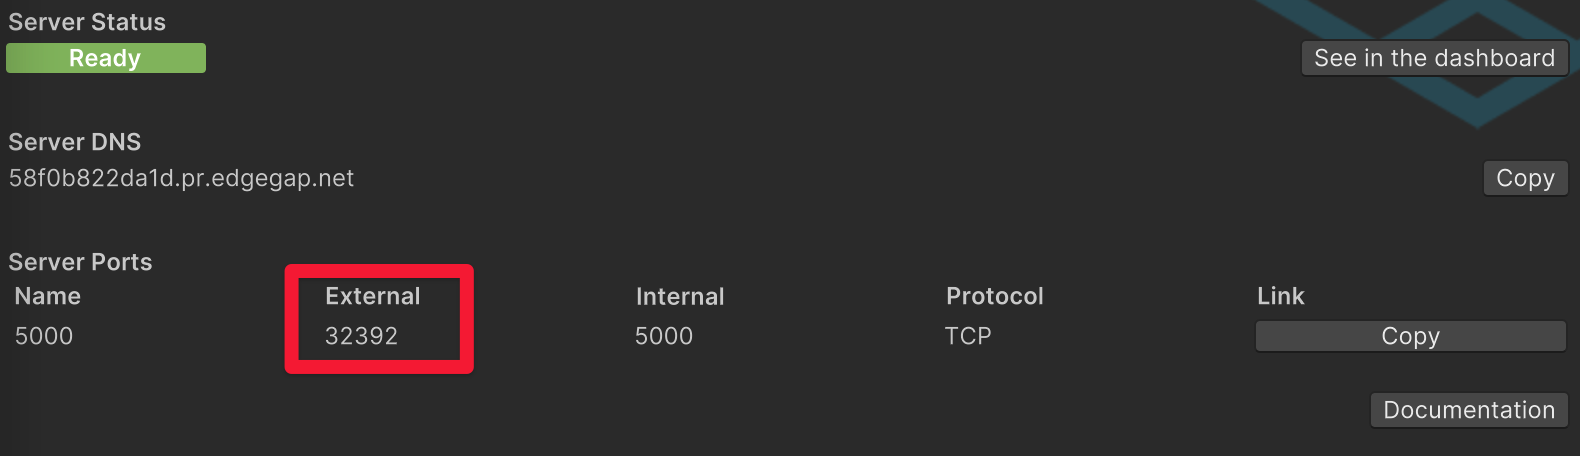 Server Status
Ready
See in the dashboard
Server DNS
58f0b822da1d.pr.edgegap.net
Copy
Server Ports
Name External Internal Protocol Link
5000 32392 5000 TCP Copy
Documentation